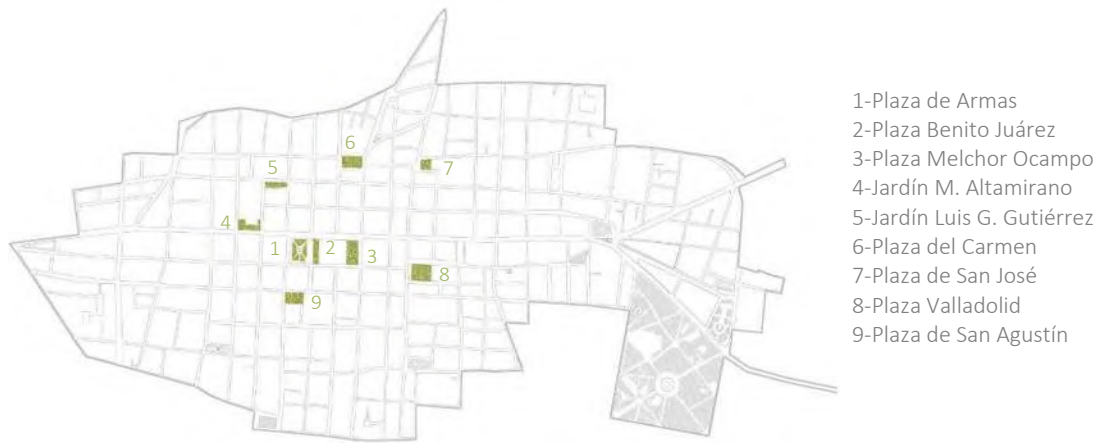 6
5
7
4
1
2
3
8
9
1-Plaza de Armas
2-Plaza Benito Juárez
3-Plaza Melchor Ocampo
4-Jardín M. Altamirano
5-Jardín Luis G. Gutiérrez
6-Plaza del Carmen
7-Plaza de San José
8-Plaza Valladolid
9-Plaza de San Agustín